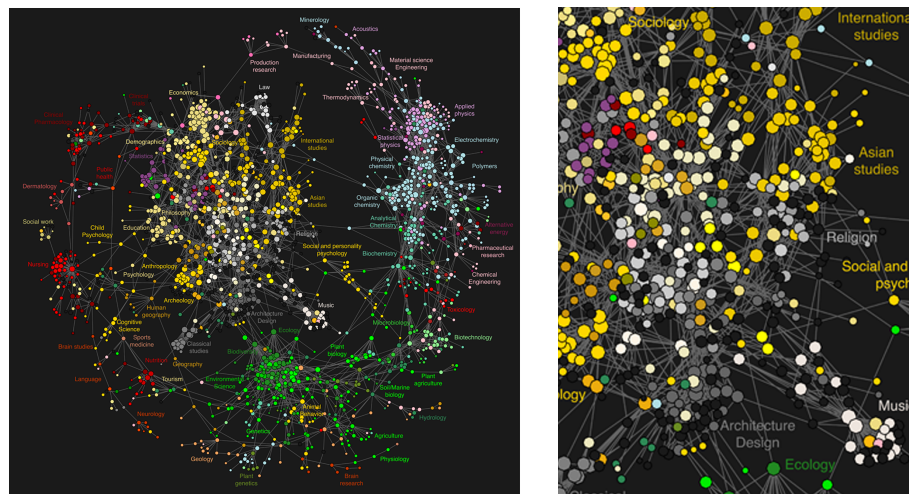 Minerology
Acoustics
Manufacturing
Production
research
Material science
Engineering
Thermodynamics
Economics
Law
Applied
physics
Statistical
physics
Demographics
Statistics
Sociology
International
studies
Electrochemistry
Physical
chemistry
Polymers
Public
health
Dermatology
Organic
chemistry
Asian
studies
Philosophy
Social work
Child
Psychology
Education
Analytical
Chemistry
Alternative
energy
Religion
Social and personality
psychology
Pharmaceutical
research
Biochemistry
Nursing
Anthropology
Psychology
Chemical
Engineering
Archeology
Human
geography
Music
Toxicology
Architecture
Design
Cognitive
Science
Microbiology
Ecology
Sports
medicine
Classical
studies
Biotechnology
Brain studies
Plant
biology
Nutrition
Geography
Language
Tourism
Environmental
Science
Plant
agriculture
Soil/Marine
biology
Neurology
Animal
Behavior
Hydrology
Genetics
Agriculture
Geology
Physiology
Plant
genetics
Brain
research
Sociology
International
studies
Asian
studies
Religion
Social and
psych
Music
Architecture
Design
Ecology